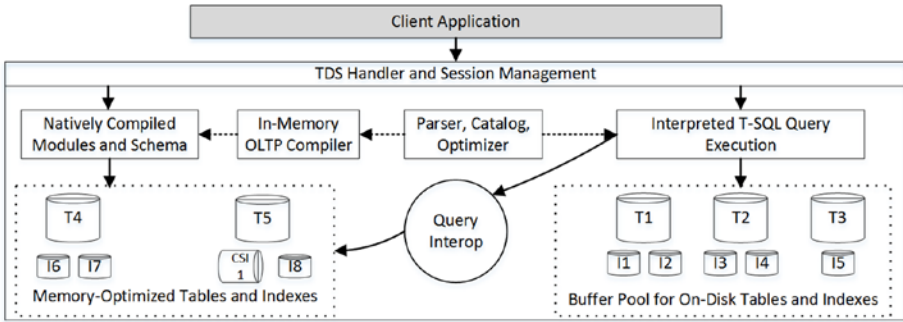 Client Application
TDS Handler and Session Management
Natively Compiled
Modules and Schema
In-Memory
OLTP Compiler
Parser, Catalog,
Optimizer
Interpreted T-SQL Query
Execution
T4
T5
Query
Interop
T1
T2
T3
I6
I7
CSI
1
I8
I1
I2
I3
I4
I5
Memory-Optimized Tables and Indexes
Buffer Pool for On-Disk Tables and Indexes